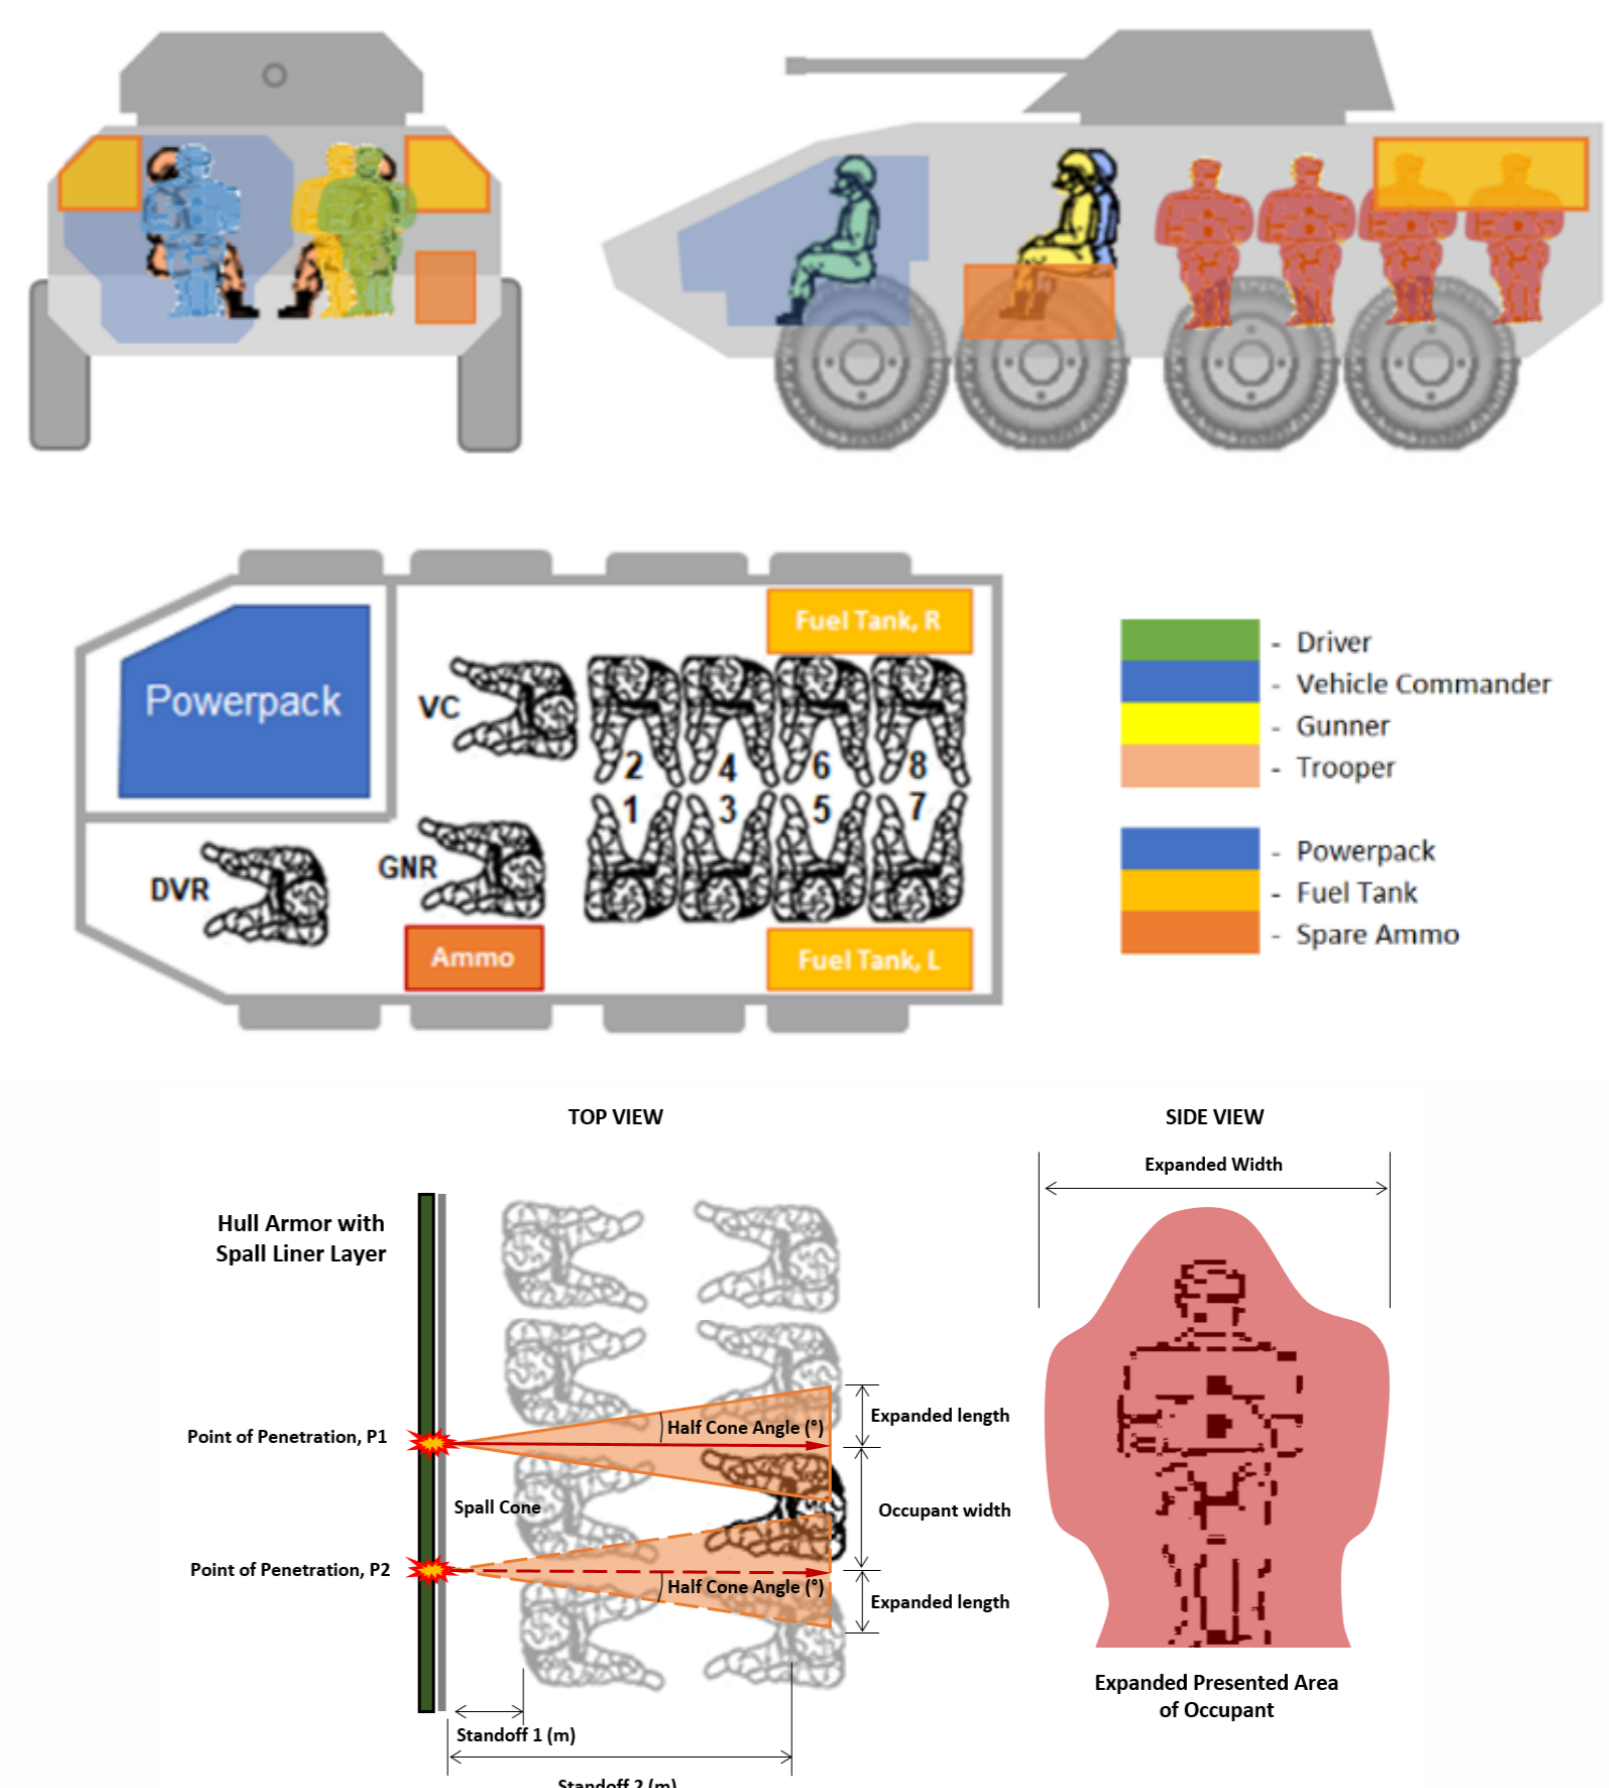 Fuel Tank, R
Powerpack
VC
2 4 6 8
1 3 5 7
GNR
DVR
Ammo
Fuel Tank, L
- Driver
- Vehicle Commander
- Gunner
- Trooper
- Powerpack
- Fuel Tank
- Spare Ammo
TOP VIEW
SIDE VIEW
Expanded Width
Hull Armor with
Spall Liner Layer
Point of Penetration, P1
Half Cone Angle (°)
Expanded length
Spall Cone
Occupant width
Point of Penetration, P2
Half Cone Angle (°)
Expanded length
Expanded Presented Area
of Occupant
Standoff 1 (m)
Standoff 2 (m)